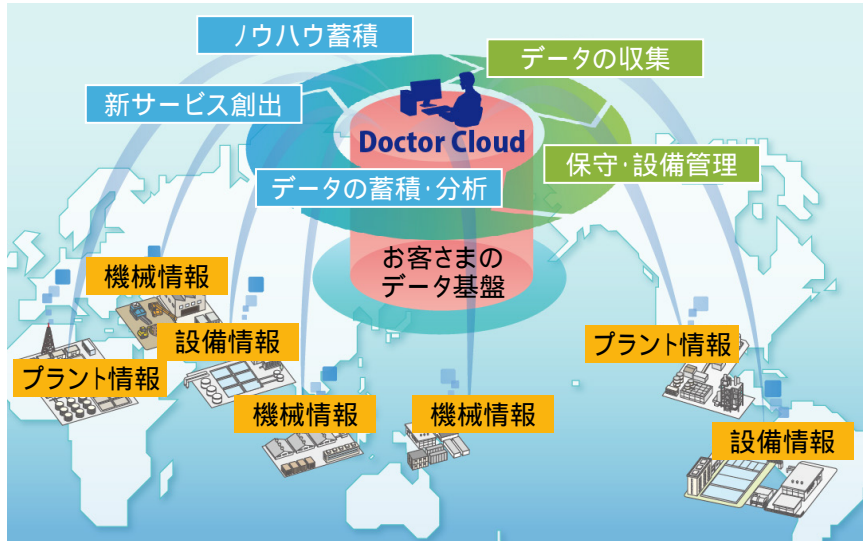 ノウハウ蓄積
データの収集
新サービス創出
Doctor Cloud
保守・設備管理
データの蓄積・分析
お客さまの
データ基盤
機械情報
設備情報
プラント情報
プラント情報
機械情報
機械情報
設備情報